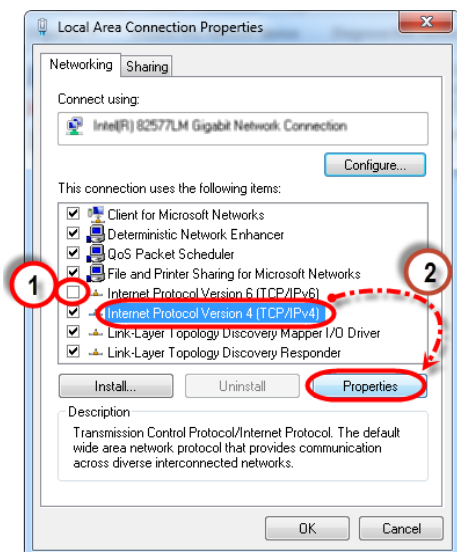 Local Area Connection Properties
Networking
Sharing
Connect using:
Intel(R) 82577LM Gigabit Network Connection
Configure...
This connection uses the following items:
Client for Microsoft Networks
Deterministic Network Enhancer
QoS Packet Scheduler
File and Printer Sharing for Microsoft Networks
1
2
Internet Protocol Version 6 (TCP/IPv6)
Internet Protocol Version 4 (TCP/IPv4)
Link-Layer Topology Discovery Mapper I/O Driver
Link-Layer Topology Discovery Responder
Install...
Uninstall
Properties
Description
Transmission Control Protocol/Internet Protocol. The default
wide area network protocol that provides communication
across diverse interconnected networks.
OK
Cancel